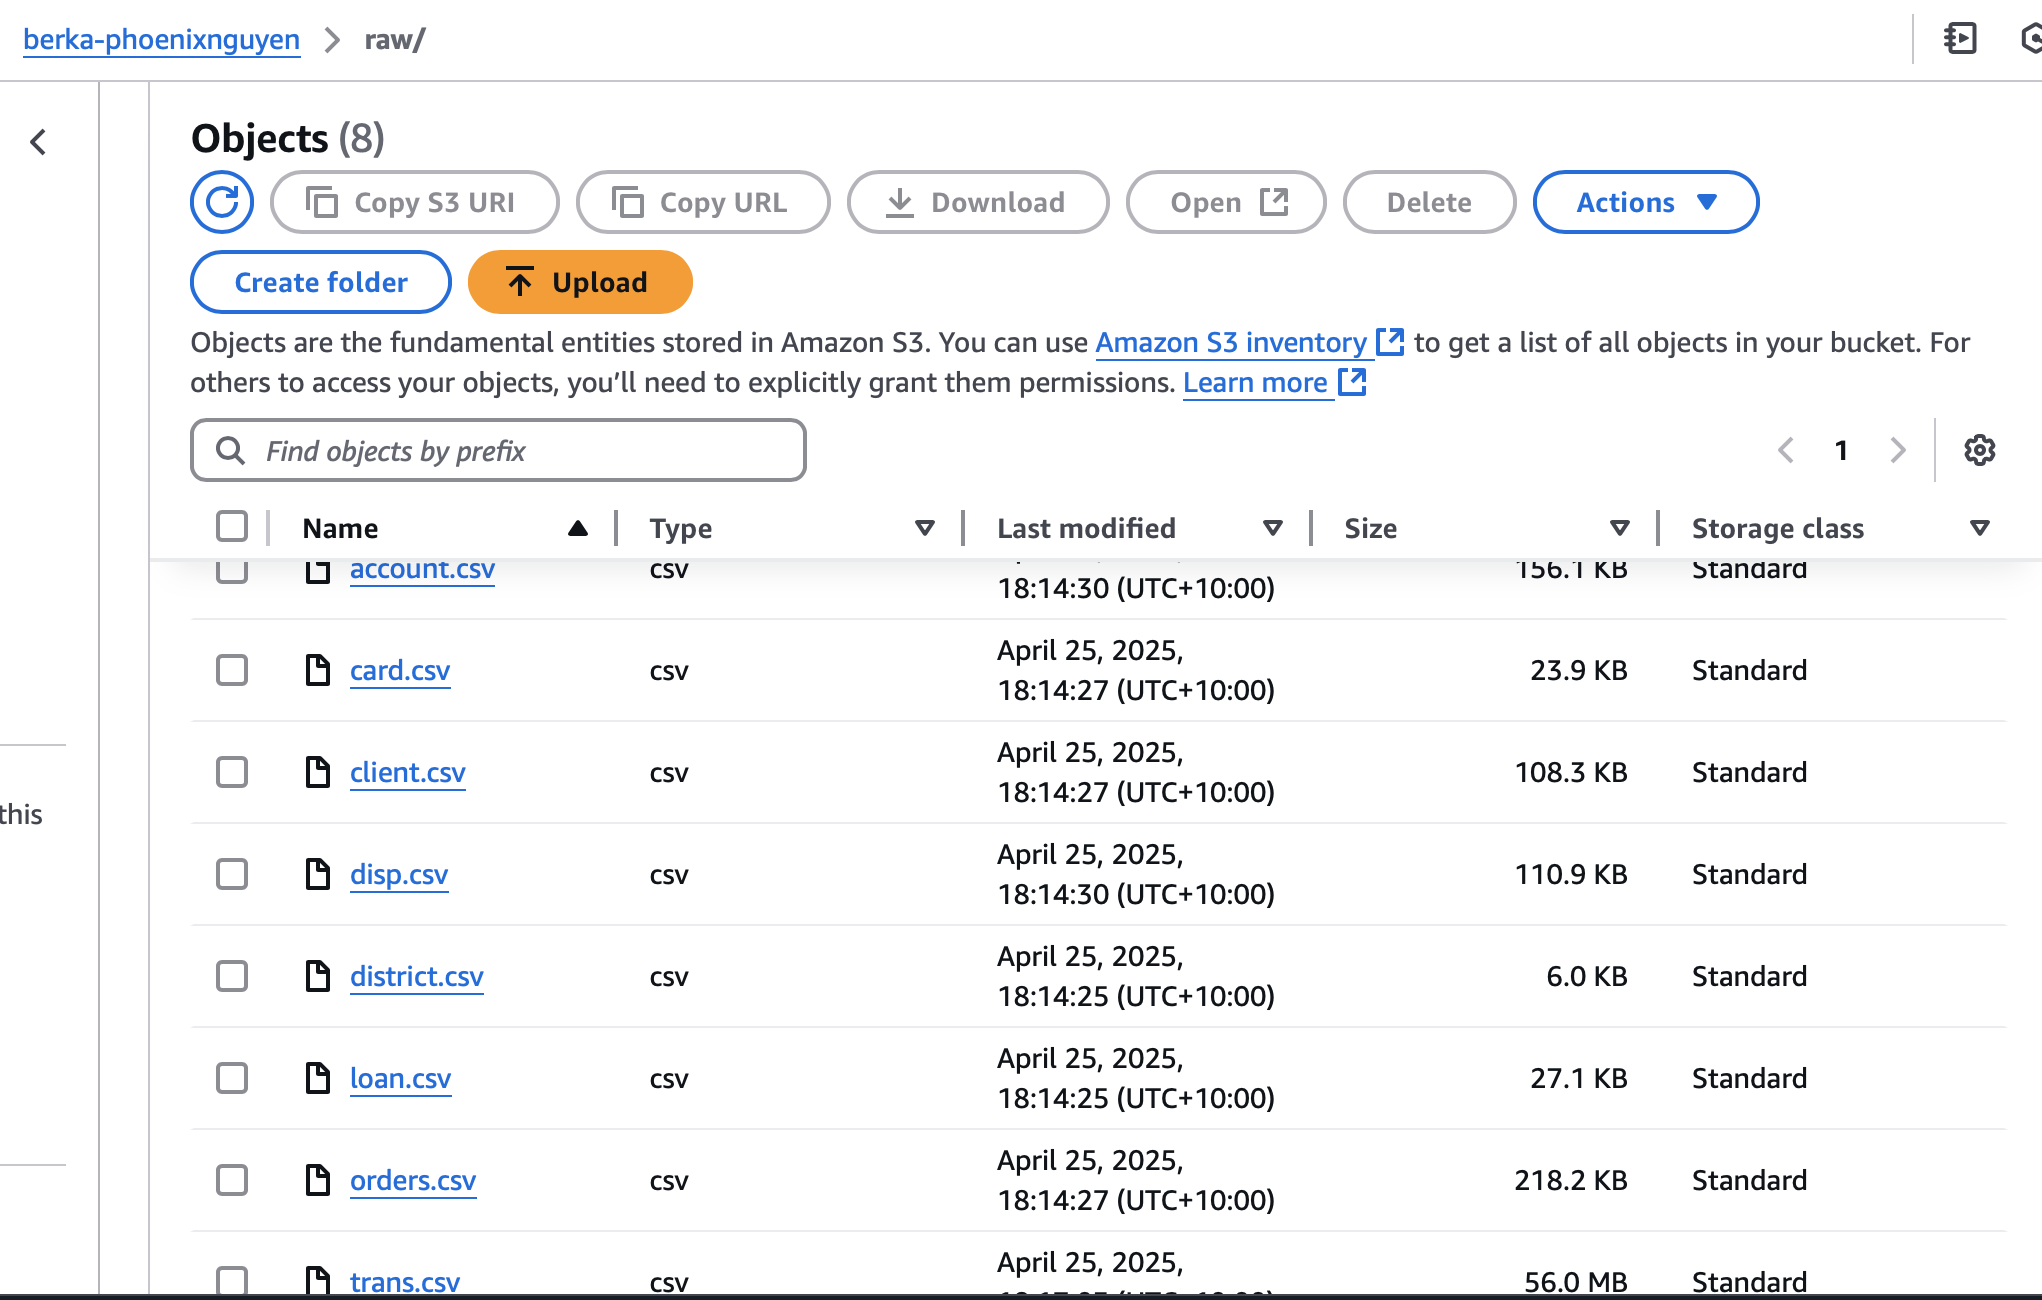 berka-phoenixnguyen > raw/
Objects (8)
Copy S3 URI Copy URL Download Open Delete Actions
Create folder Upload
Objects are the fundamental entities stored in Amazon S3. You can use Amazon S3 inventory to get a list of all objects in your bucket. For
others to access your objects, you'll need to explicitly grant them permissions. Learn more
Find objects by prefix
1
Name Type Last modified Size Storage class
account.csv csv 156.1 KB Standard
18:14:30 (UTC+10:00)
April 25, 2025,
card.csv csv 23.9 KB Standard
18:14:27 (UTC+10:00)
April 25, 2025,
client.csv csv 108.3 KB Standard
18:14:27 (UTC+10:00)
this
April 25, 2025,
disp.csv csv 110.9 KB Standard
18:14:30 (UTC+10:00)
April 25, 2025,
district.csv csv 6.0 KB Standard
18:14:25 (UTC+10:00)
April 25, 2025,
loan.csv csv 27.1 KB Standard
18:14:25 (UTC+10:00)
April 25, 2025,
orders.csv csv 218.2 KB Standard
18:14:27 (UTC+10:00)
April 25, 2025,
trans.csv csv 56.0 MB Standard